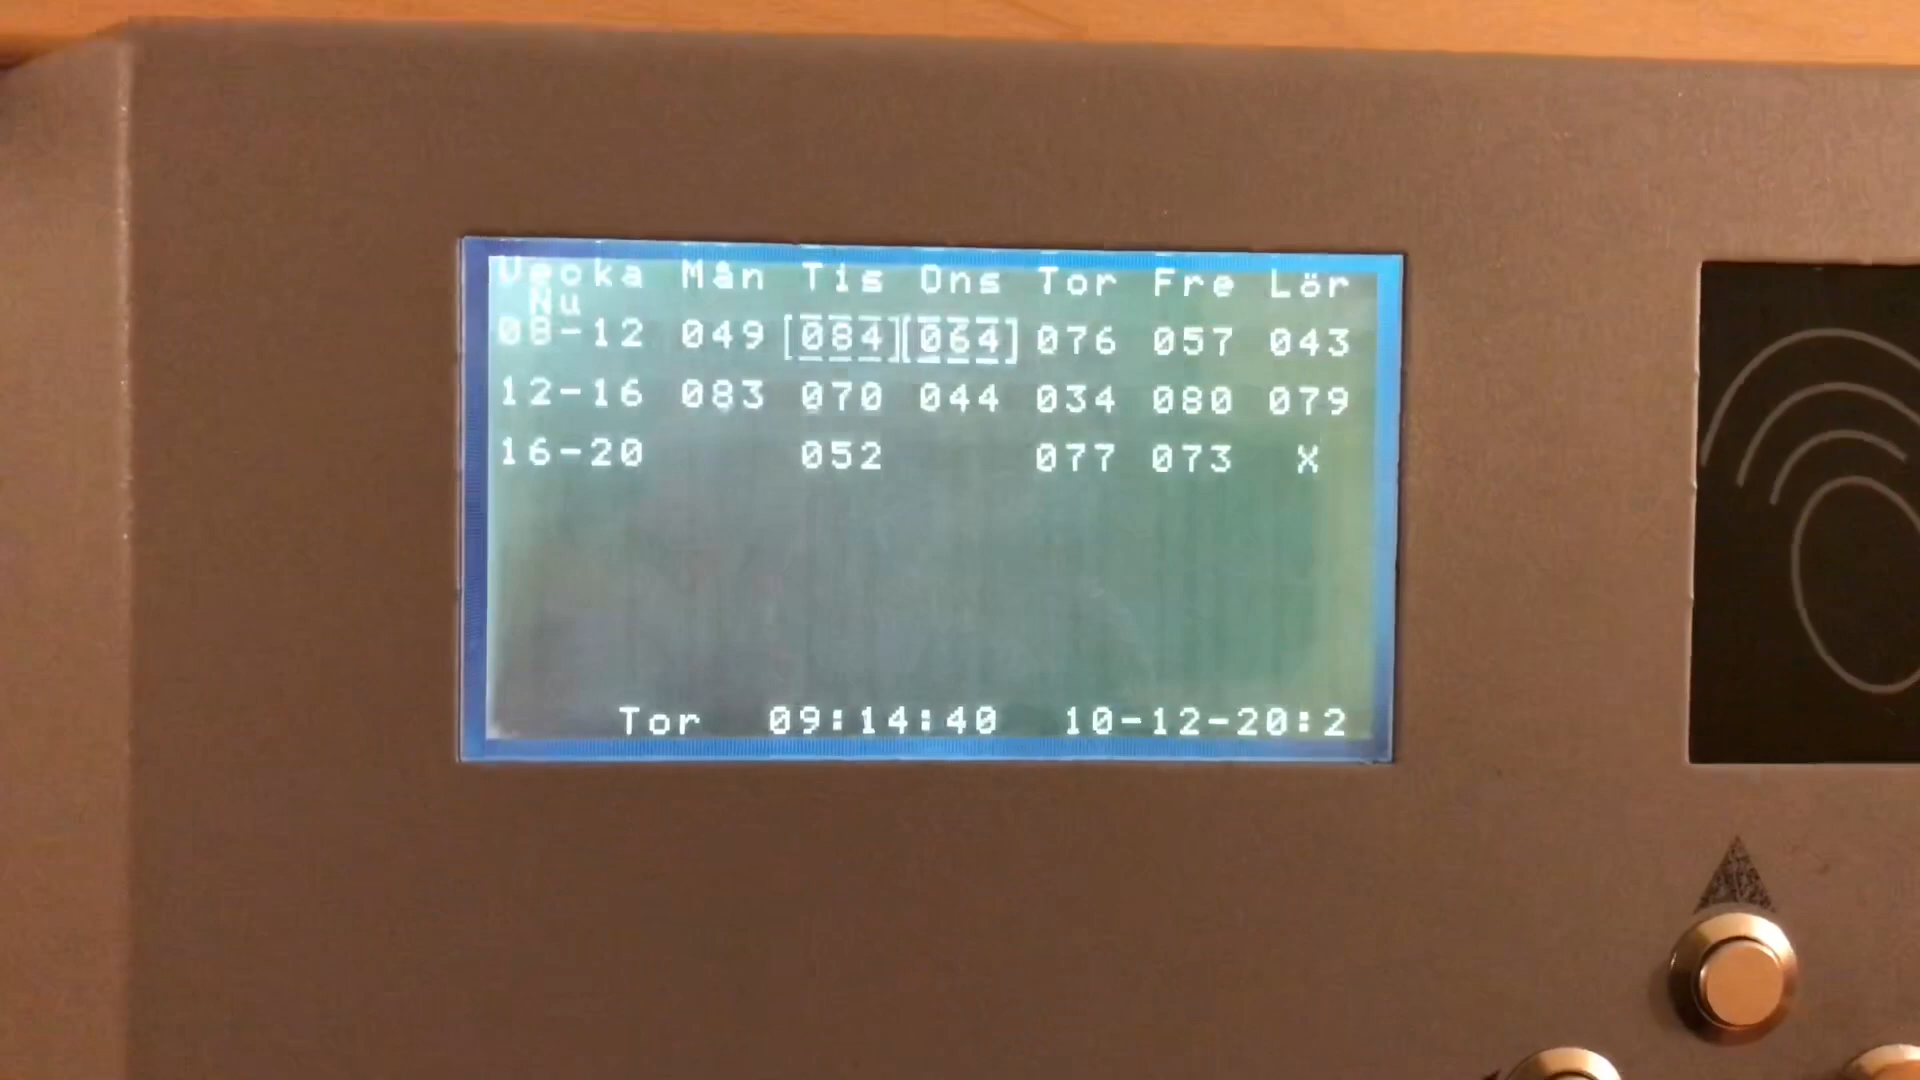 Veoka Mån Tis Ons Tor Fre Lör
Nu
08-12 049 [084][064] 076 057 043
12-16 083 070 044 034 080 079
16-20 052 077 073 X
Tor 09:14:40 10-12-20:2